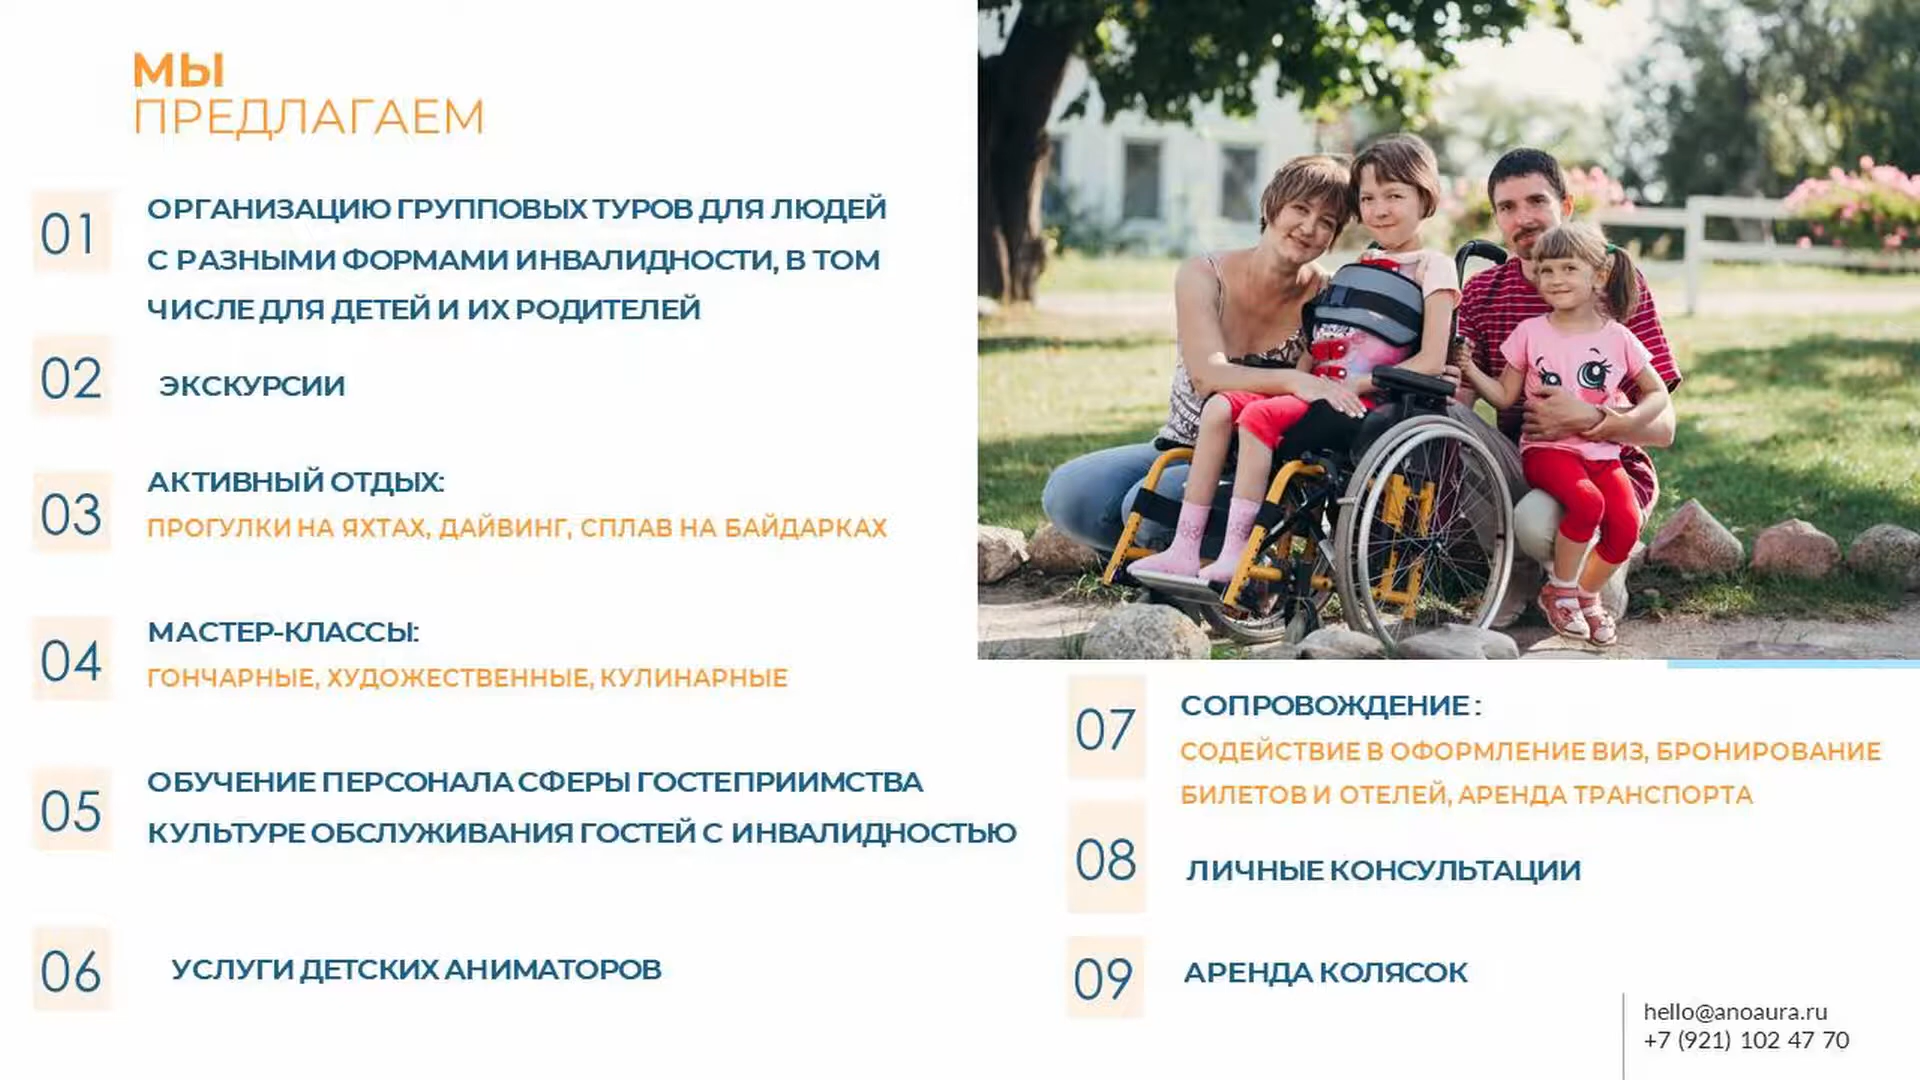 МЫ
ПРЕДЛАГАЕМ
01
ОРГАНИЗАЦИЮ ГРУППОВЫХ ТУРОВ ДЛЯ ЛЮДЕЙ
С РАЗНЫМИ ФОРМАМИ ИНВАЛИДНОСТИ, В ТОМ
ЧИСЛЕ ДЛЯ ДЕТЕЙ И ИХ РОДИТЕЛЕЙ
02
ЭКСКУРСИИ
03
АКТИВНЫЙ ОТДЫХ:
ПРОГУЛКИ НА ЯХТАХ, ДАЙВИНГ, СПЛАВ НА БАЙДАРКАХ
04
МАСТЕР-КЛАССЫ:
ГОНЧАРНЫЕ, ХУДОЖЕСТВЕННЫЕ, КУЛИНАРНЫЕ
05
ОБУЧЕНИЕ ПЕРСОНАЛА СФЕРЫ ГОСТЕПРИИМСТВА
КУЛЬТУРЕ ОБСЛУЖИВАНИЯ ГОСТЕЙ С ИНВАЛИДНОСТЬЮ
06
УСЛУГИ ДЕТСКИХ АНИМАТОРОВ
07
СОПРОВОЖДЕНИЕ :
СОДЕЙСТВИЕ В ОФОРМЛЕНИЕ ВИЗ, БРОНИРОВАНИЕ
БИЛЕТОВ И ОТЕЛЕЙ, АРЕНДА ТРАНСПОРТА
08
ЛИЧНЫЕ КОНСУЛЬТАЦИИ
09
АРЕНДА КОЛЯСОК
hello@anoaura.ru
+7 (921) 102 47 70